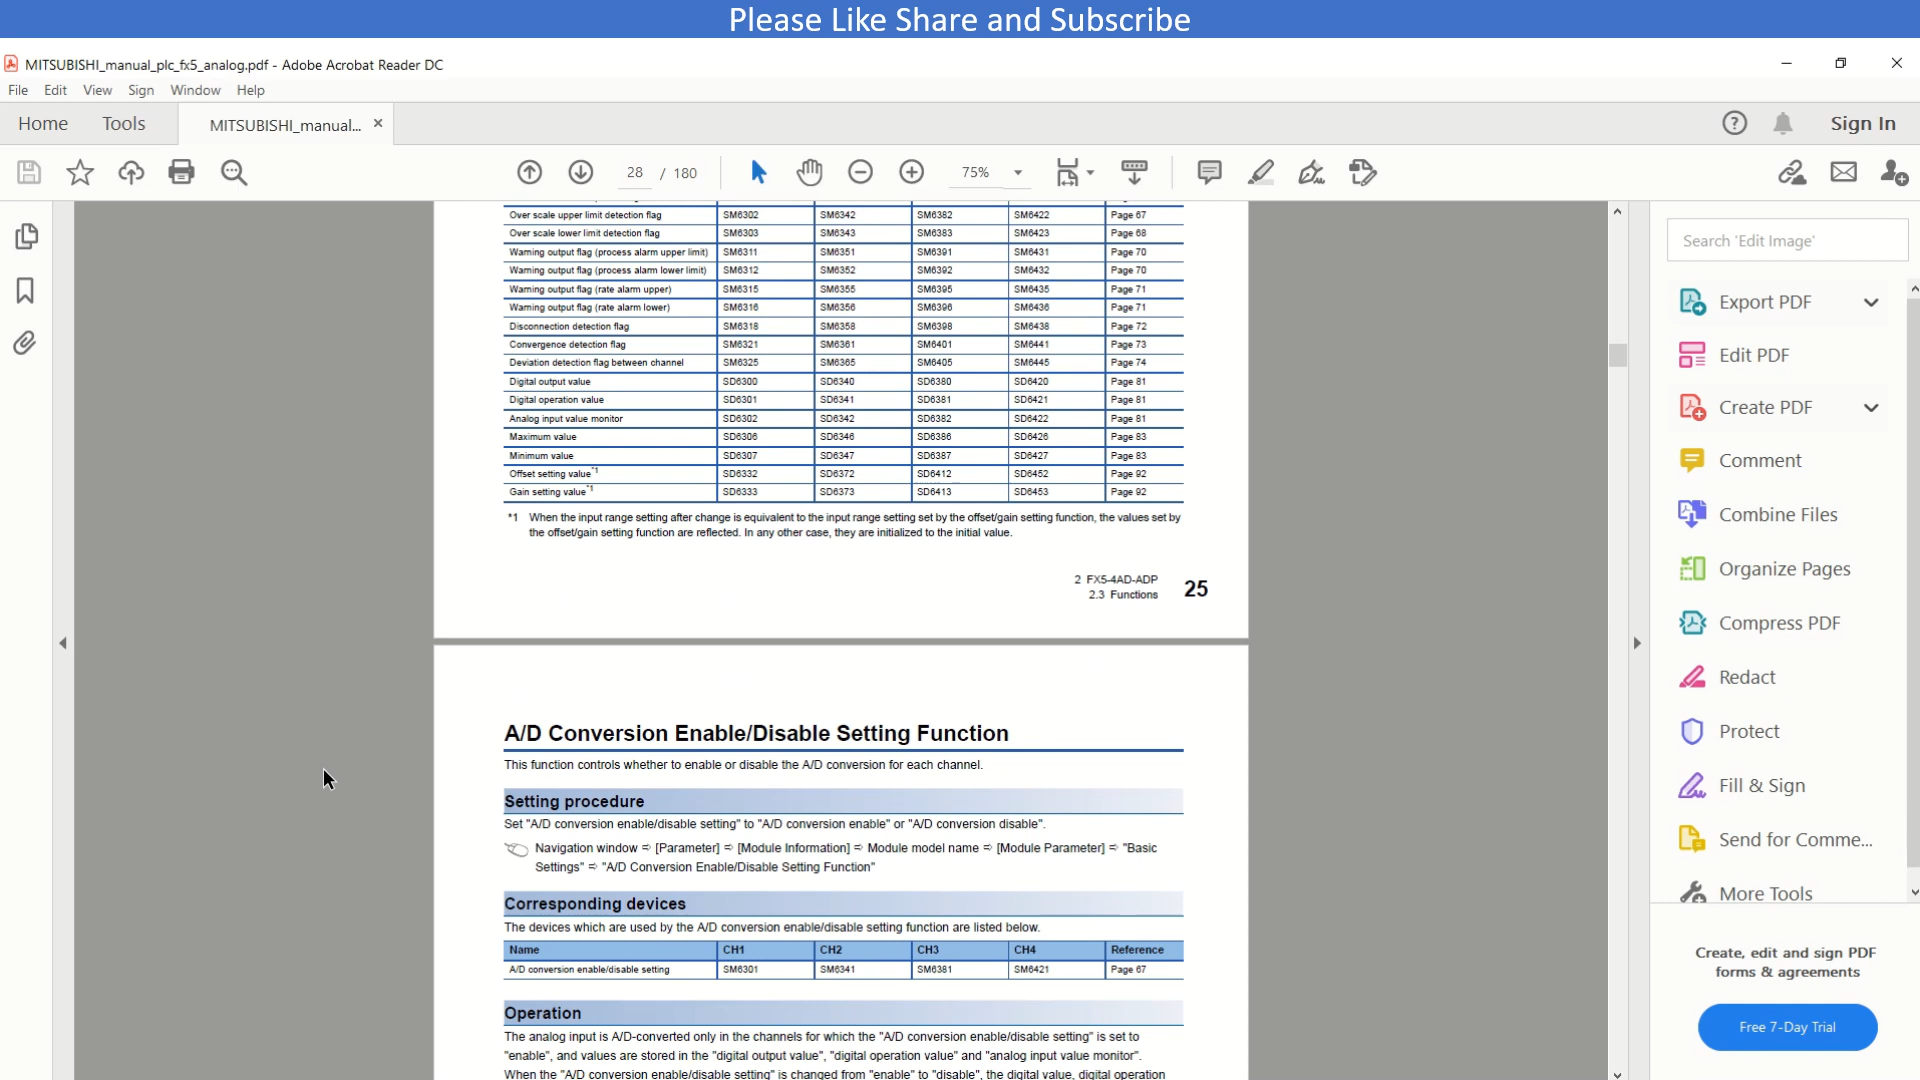 Please Like Share and Subscribe
MITSUBISHI_manual_plc_fx5_analog.pdf - Adobe Acrobat Reader DC
File Edit View Sign Window Help
Home Tools MITSUBISHI_manual... × Sign In
28 / 180 75%
Over scale upper limit detection flag SM6302 SM6342 SM6382 SM6422 Page 67
Over scale lower limit detection flag SM6303 SM6343 SM6383 SM6423 Page 68
Warning output flag (process alarm upper limit) SM6311 SM6351 SM6391 SM6431 Page 70
Warning output flag (process alarm lower limit) SM6312 SM6352 SM6392 SM6432 Page 70
Warning output flag (rate alarm upper) SM6315 SM6355 SM6395 SM6435 Page 71
Warning output flag (rate alarm lower) SM6316 SM6356 SM6396 SM6436 Page 71
Disconnection detection flag SM6318 SM6358 SM6398 SM6438 Page 72
Convergence detection flag SM6321 SM6361 SM6401 SM6441 Page 73
Deviation detection flag between channel SM6325 SM6365 SM6405 SM6445 Page 74
Digital output value SD6300 SD6340 SD6380 SD6420 Page 81
Digital operation value SD6301 SD6341 SD6381 SD6421 Page 81
Analog input value monitor SD6302 SD6342 SD6382 SD6422 Page 81
Maximum value SD6306 SD6346 SD6386 SD6426 Page 83
Minimum value SD6307 SD6347 SD6387 SD6427 Page 83
Offset setting value*1 SD6332 SD6372 SD6412 SD6452 Page 92
Gain setting value*1 SD6333 SD6373 SD6413 SD6453 Page 92
*1 When the input range setting after change is equivalent to the input range setting set by the offset/gain setting function, the values set by
the offset/gain setting function are reflected. In any other case, they are initialized to the initial value.
2 FX5-4AD-ADP
2.3 Functions 25
A/D Conversion Enable/Disable Setting Function
This function controls whether to enable or disable the A/D conversion for each channel.
Setting procedure
Set "A/D conversion enable/disable setting" to "A/D conversion enable" or "A/D conversion disable".
Navigation window ⇨ [Parameter] ⇨ [Module Information] ⇨ Module model name ⇨ [Module Parameter] ⇨ "Basic
Settings" ⇨ "A/D Conversion Enable/Disable Setting Function"
Corresponding devices
The devices which are used by the A/D conversion enable/disable setting function are listed below.
Name CH1 CH2 CH3 CH4 Reference
A/D conversion enable/disable setting SM6301 SM6341 SM6381 SM6421 Page 67
Operation
The analog input is A/D-converted only in the channels for which the "A/D conversion enable/disable setting" is set to
"enable", and values are stored in the "digital output value", "digital operation value" and "analog input value monitor".
When the "A/D conversion enable/disable setting" is changed from "enable" to "disable", the digital value, digital operation
Search 'Edit Image'
Export PDF
Edit PDF
Create PDF
Comment
Combine Files
Organize Pages
Compress PDF
Redact
Protect
Fill & Sign
Send for Comme...
More Tools
Create, edit and sign PDF
forms & agreements
Free 7-Day Trial